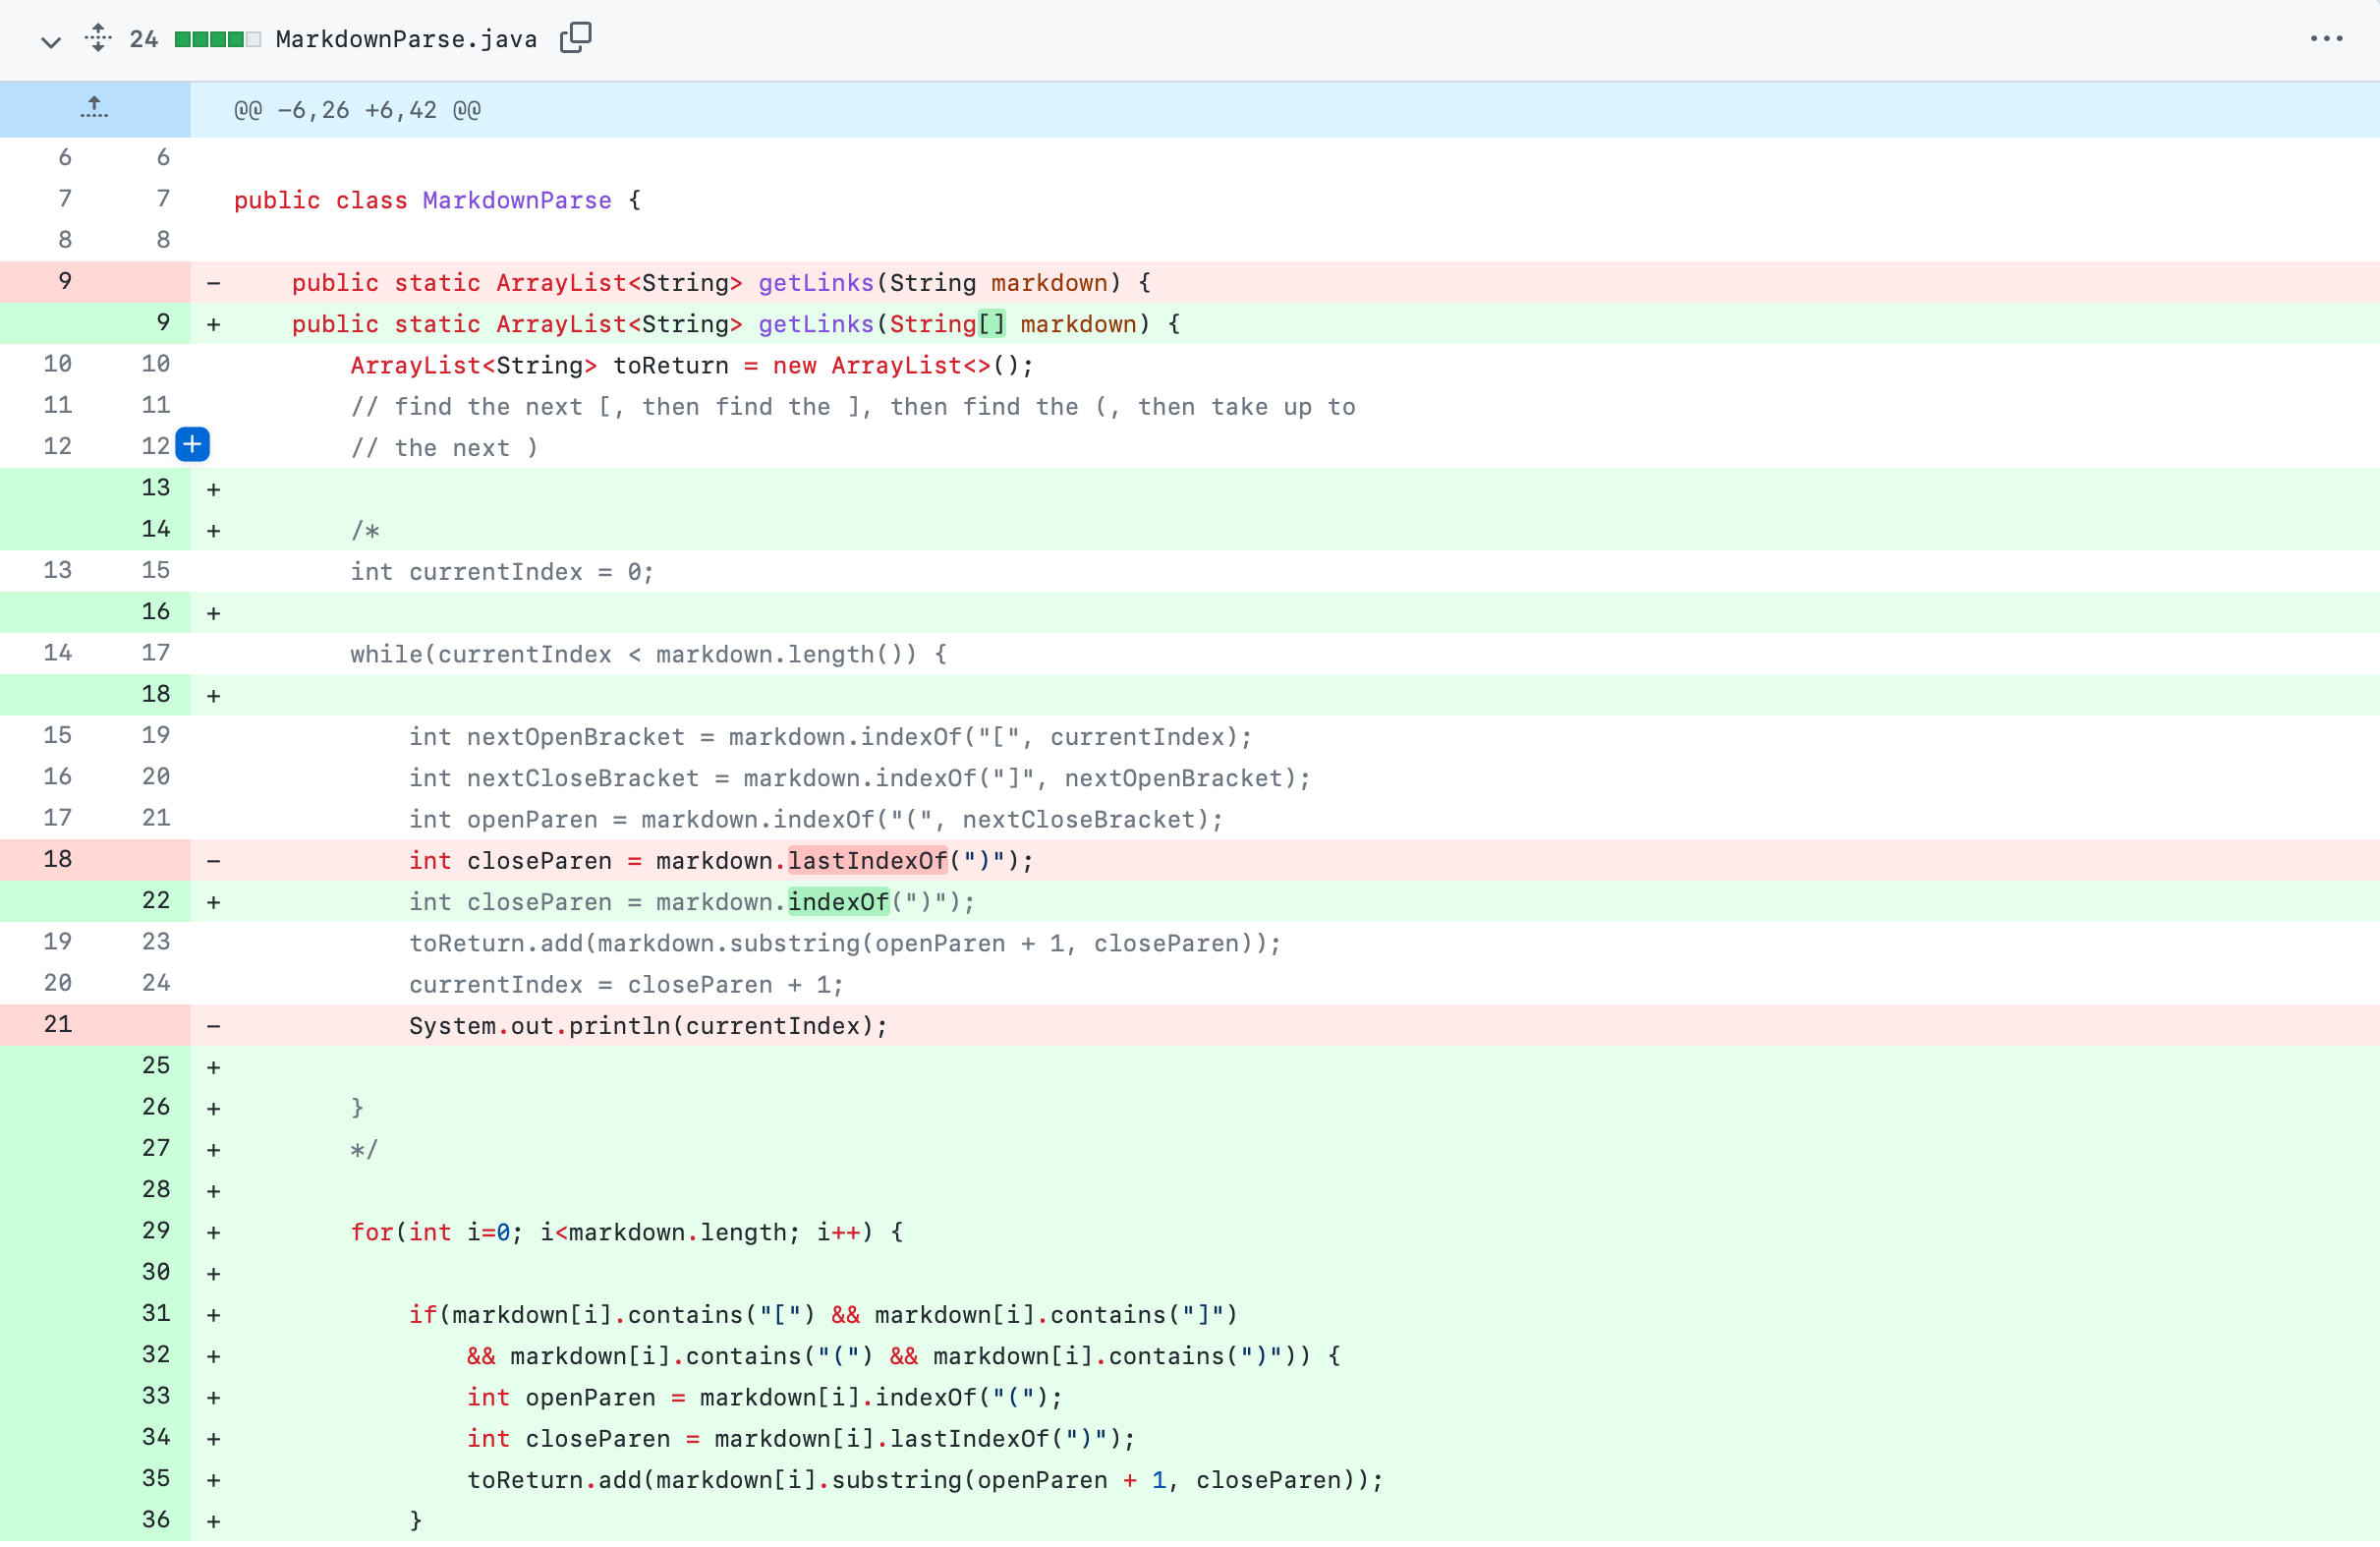 24 MarkdownParse.java
@@ -6,26 +6,42 @@
6 6
7 7 public class MarkdownParse {
8 8
9 - public static ArrayList<String> getLinks(String markdown) {
9 + public static ArrayList<String> getLinks(String[] markdown) {
10 10 ArrayList<String> toReturn = new ArrayList<>();
11 11 // find the next [, then find the ], then find the (, then take up to
12 12 // the next )
13 +
14 + /*
13 15 int currentIndex = 0;
16 +
14 17 while(currentIndex < markdown.length()) {
18 +
15 19 int nextOpenBracket = markdown.indexOf("[", currentIndex);
16 20 int nextCloseBracket = markdown.indexOf("]", nextOpenBracket);
17 21 int openParen = markdown.indexOf("(", nextCloseBracket);
18 - int closeParen = markdown.lastIndexOf(")");
22 + int closeParen = markdown.indexOf(")");
19 23 toReturn.add(markdown.substring(openParen + 1, closeParen));
20 24 currentIndex = closeParen + 1;
21 - System.out.println(currentIndex);
25 +
26 + }
27 + */
28 +
29 + for(int i=0; i<markdown.length; i++) {
30 +
31 + if(markdown[i].contains("[") && markdown[i].contains("]")
32 + && markdown[i].contains("(") && markdown[i].contains(")")) {
33 + int openParen = markdown[i].indexOf("(");
34 + int closeParen = markdown[i].lastIndexOf(")");
35 + toReturn.add(markdown[i].substring(openParen + 1, closeParen));
36 + }